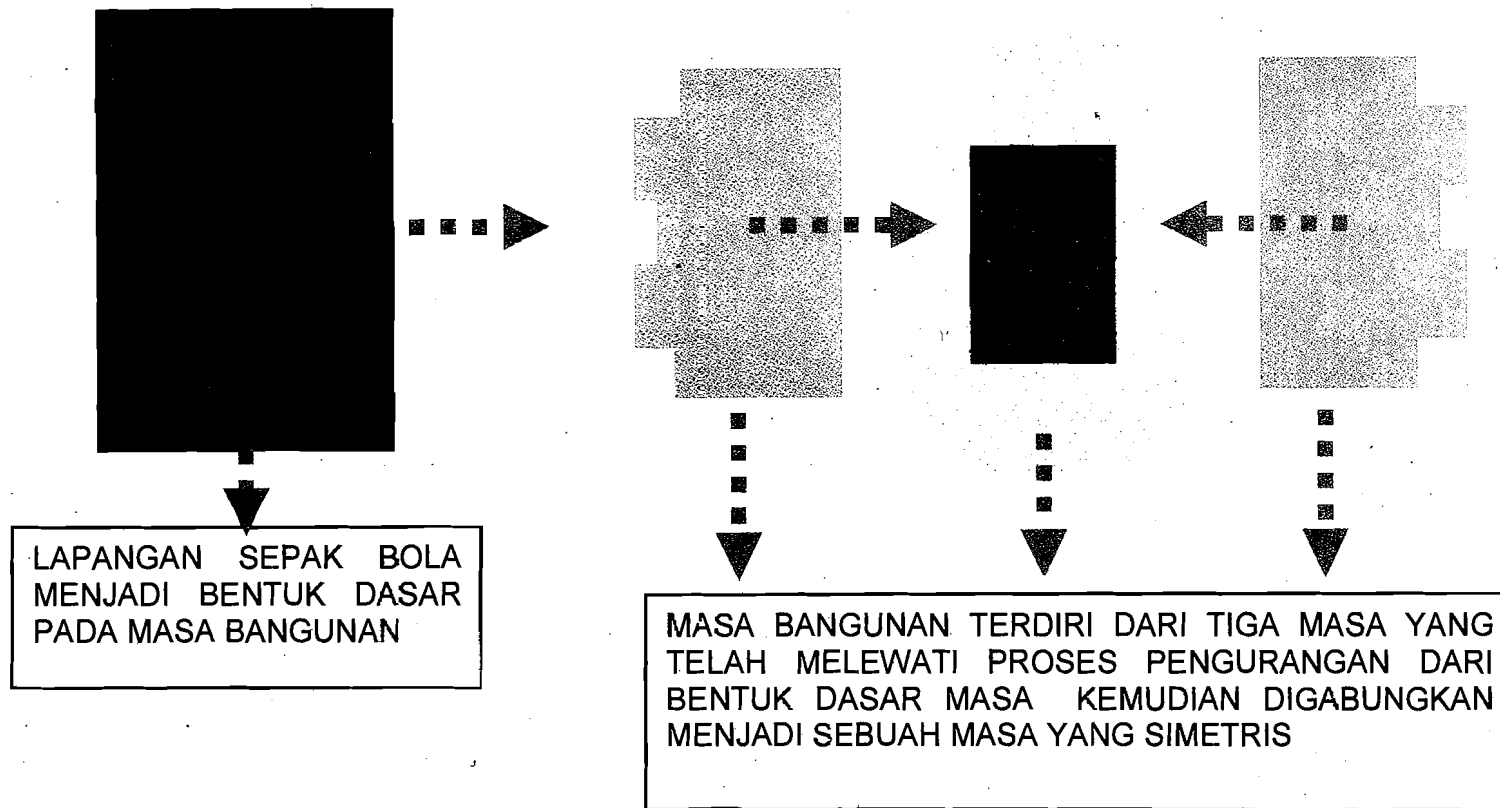 LAPANGAN SEPAK BOLA
MENJADI BENTUK DASAR
PADA MASA BANGUNAN
MASA BANGUNAN TERDIRI DARI TIGA MASA YANG
TELAH MELEWATI PROSES PENGURANGAN DARI
BENTUK DASAR MASA KEMUDIAN DIGABUNGKAN
MENJADI SEBUAH MASA YANG SIMETRIS